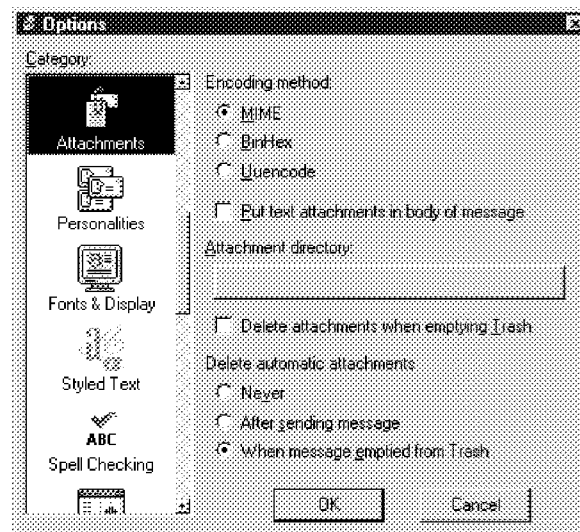 Options
Category:
Attachments
Personalities
Fonts & Display
Styled Text
ABC
Spell Checking
Encoding method:
MIME
BinHex
Uuencode
Put text attachments in body of message
Attachment directory:
Delete attachments when emptying Trash
Delete automatic attachments
Never
After sending message
When message emptied from Trash
OK
Cancel